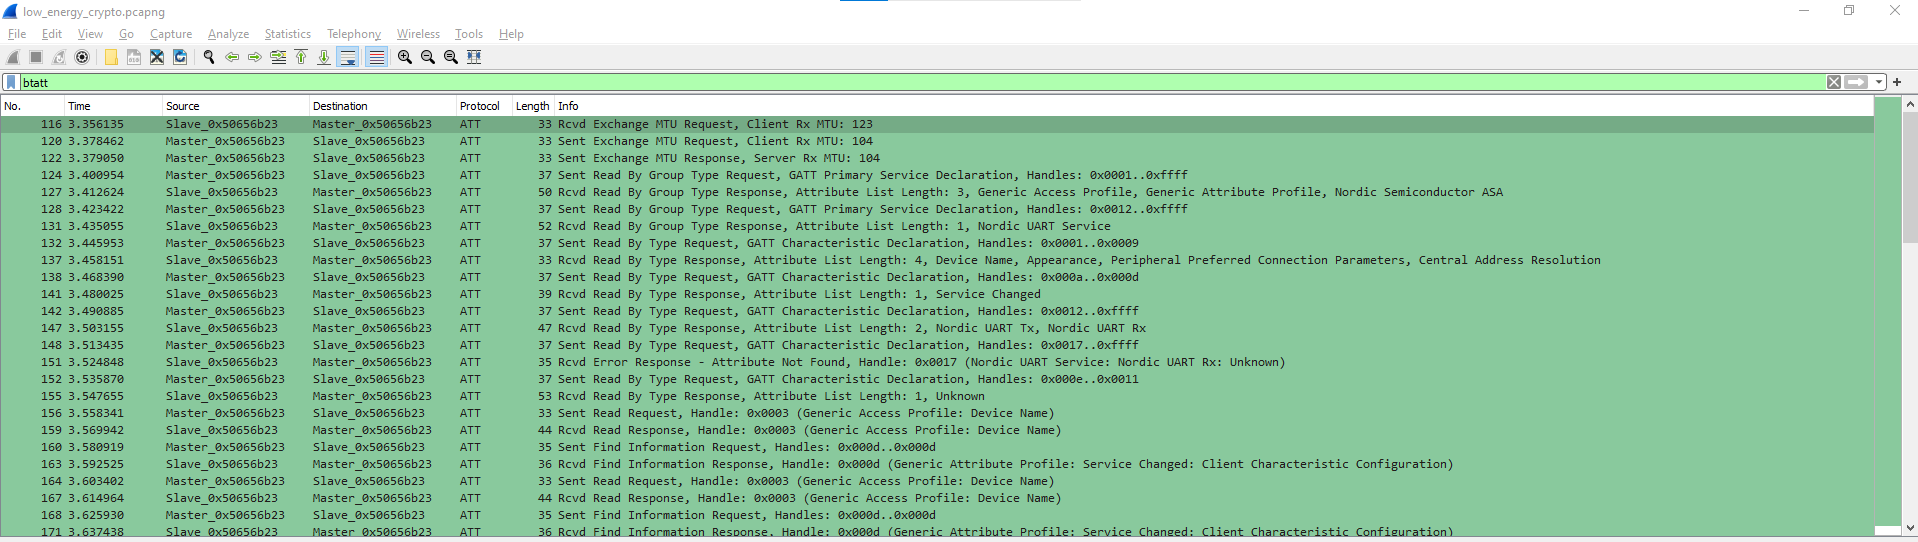 low_energy_crypto.pcapng
File Edit View Go Capture Analyze Statistics Telephony Wireless Tools Help
btatt
No. Time Source Destination Protocol Length Info
116 3.356135 Slave_0x50656b23 Master_0x50656b23 ATT 33 Rcvd Exchange MTU Request, Client Rx MTU: 123
120 3.378462 Master_0x50656b23 Slave_0x50656b23 ATT 33 Sent Exchange MTU Request, Client Rx MTU: 104
122 3.379050 Master_0x50656b23 Slave_0x50656b23 ATT 33 Sent Exchange MTU Response, Server Rx MTU: 104
124 3.400954 Master_0x50656b23 Slave_0x50656b23 ATT 37 Sent Read By Group Type Request, GATT Primary Service Declaration, Handles: 0x0001..0xffff
127 3.412624 Slave_0x50656b23 Master_0x50656b23 ATT 50 Rcvd Read By Group Type Response, Attribute List Length: 3, Generic Access Profile, Generic Attribute Profile, Nordic Semiconductor ASA
128 3.423422 Master_0x50656b23 Slave_0x50656b23 ATT 37 Sent Read By Group Type Request, GATT Primary Service Declaration, Handles: 0x0012..0xffff
131 3.435055 Slave_0x50656b23 Master_0x50656b23 ATT 52 Rcvd Read By Group Type Response, Attribute List Length: 1, Nordic UART Service
132 3.445953 Master_0x50656b23 Slave_0x50656b23 ATT 37 Sent Read By Type Request, GATT Characteristic Declaration, Handles: 0x0001..0x0009
137 3.458151 Slave_0x50656b23 Master_0x50656b23 ATT 33 Rcvd Read By Type Response, Attribute List Length: 4, Device Name, Appearance, Peripheral Preferred Connection Parameters, Central Address Resolution
138 3.468390 Master_0x50656b23 Slave_0x50656b23 ATT 37 Sent Read By Type Request, GATT Characteristic Declaration, Handles: 0x000a..0x000d
141 3.480025 Slave_0x50656b23 Master_0x50656b23 ATT 39 Rcvd Read By Type Response, Attribute List Length: 1, Service Changed
142 3.490885 Master_0x50656b23 Slave_0x50656b23 ATT 37 Sent Read By Type Request, GATT Characteristic Declaration, Handles: 0x0012..0xffff
147 3.503155 Slave_0x50656b23 Master_0x50656b23 ATT 47 Rcvd Read By Type Response, Attribute List Length: 2, Nordic UART Tx, Nordic UART Rx
148 3.513435 Master_0x50656b23 Slave_0x50656b23 ATT 37 Sent Read By Type Request, GATT Characteristic Declaration, Handles: 0x0017..0xffff
151 3.524848 Slave_0x50656b23 Master_0x50656b23 ATT 35 Rcvd Error Response - Attribute Not Found, Handle: 0x0017 (Nordic UART Service: Nordic UART Rx: Unknown)
152 3.535870 Master_0x50656b23 Slave_0x50656b23 ATT 37 Sent Read By Type Request, GATT Characteristic Declaration, Handles: 0x000e..0x0011
155 3.547655 Slave_0x50656b23 Master_0x50656b23 ATT 53 Rcvd Read By Type Response, Attribute List Length: 1, Unknown
156 3.558341 Master_0x50656b23 Slave_0x50656b23 ATT 33 Sent Read Request, Handle: 0x0003 (Generic Access Profile: Device Name)
159 3.569942 Slave_0x50656b23 Master_0x50656b23 ATT 44 Rcvd Read Response, Handle: 0x0003 (Generic Access Profile: Device Name)
160 3.580919 Master_0x50656b23 Slave_0x50656b23 ATT 35 Sent Find Information Request, Handles: 0x000d..0x000d
163 3.592525 Slave_0x50656b23 Master_0x50656b23 ATT 36 Rcvd Find Information Response, Handle: 0x000d (Generic Attribute Profile: Service Changed: Client Characteristic Configuration)
164 3.603402 Master_0x50656b23 Slave_0x50656b23 ATT 33 Sent Read Request, Handle: 0x0003 (Generic Access Profile: Device Name)
167 3.614964 Slave_0x50656b23 Master_0x50656b23 ATT 44 Rcvd Read Response, Handle: 0x0003 (Generic Access Profile: Device Name)
168 3.625930 Master_0x50656b23 Slave_0x50656b23 ATT 35 Sent Find Information Request, Handles: 0x000d..0x000d
171 3.637438 Slave_0x50656b23 Master_0x50656b23 ATT 36 Rcvd Find Information Response, Handle: 0x000d (Generic Attribute Profile: Service Changed: Client Characteristic Configuration)